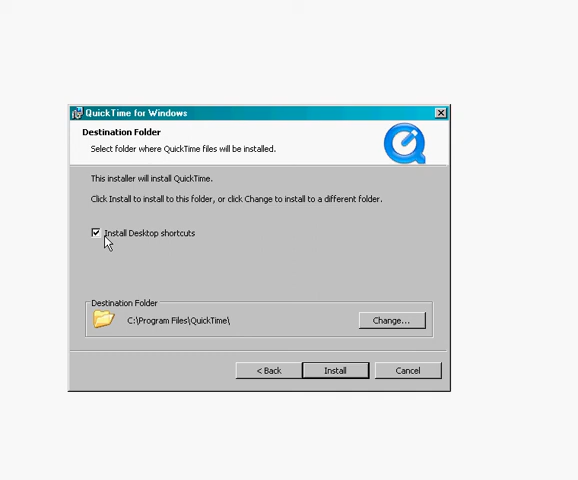 QuickTime for Windows
Destination Folder
Select folder where QuickTime files will be installed.
This installer will install QuickTime.
Click Install to install to this folder, or click Change to install to a different folder.
Install Desktop shortcuts
Destination Folder
C:\Program Files\QuickTime\
Change...
< Back
Install
Cancel